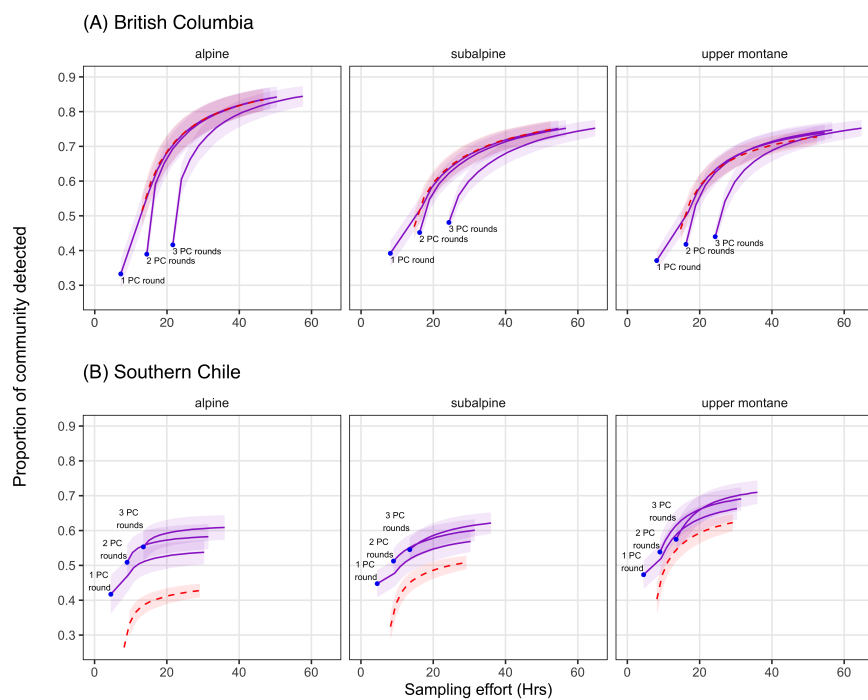 (A) British Columbia
alpine
subalpine
upper montane
0.9
0.8
0.7
0.6
0.5
0.4
0.3
1 PC round
2 PC rounds
3 PC rounds
1 PC round
2 PC rounds
3 PC rounds
1 PC round
2 PC rounds
3 PC rounds
0 20 40 60
0 20 40 60
0 20 40 60
Proportion of community detected
(B) Southern Chile
alpine
subalpine
upper montane
0.9
0.8
0.7
0.6
0.5
0.4
0.3
3 PC
rounds
2 PC
rounds
1 PC
round
3 PC
rounds
2 PC
rounds
1 PC
round
3 PC
rounds
2 PC
rounds
1 PC
round
0 20 40 60
0 20 40 60
0 20 40 60
Sampling effort (Hrs)